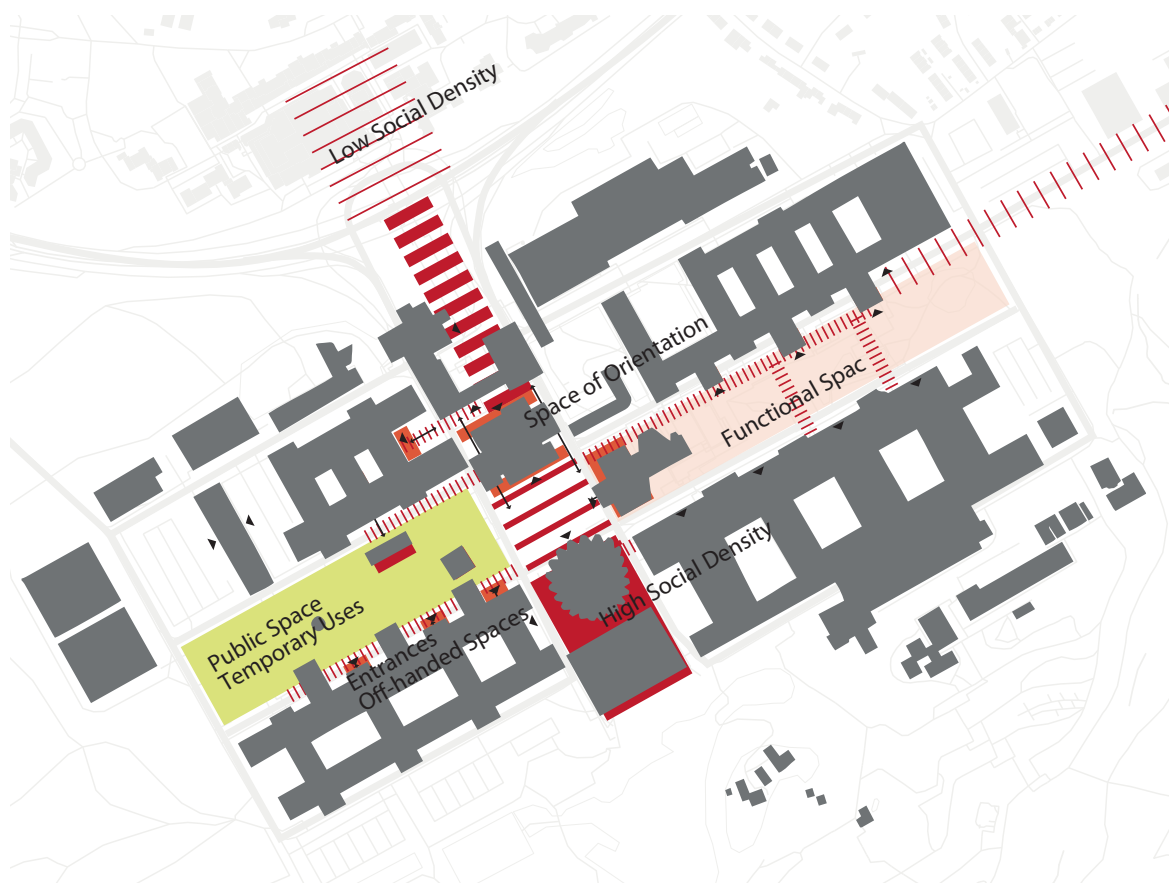 Low Social Density
Space of Orientation
Functional Spac
High Social Density
Public Space
Temporary Uses
Entrances
Off-handed Spaces